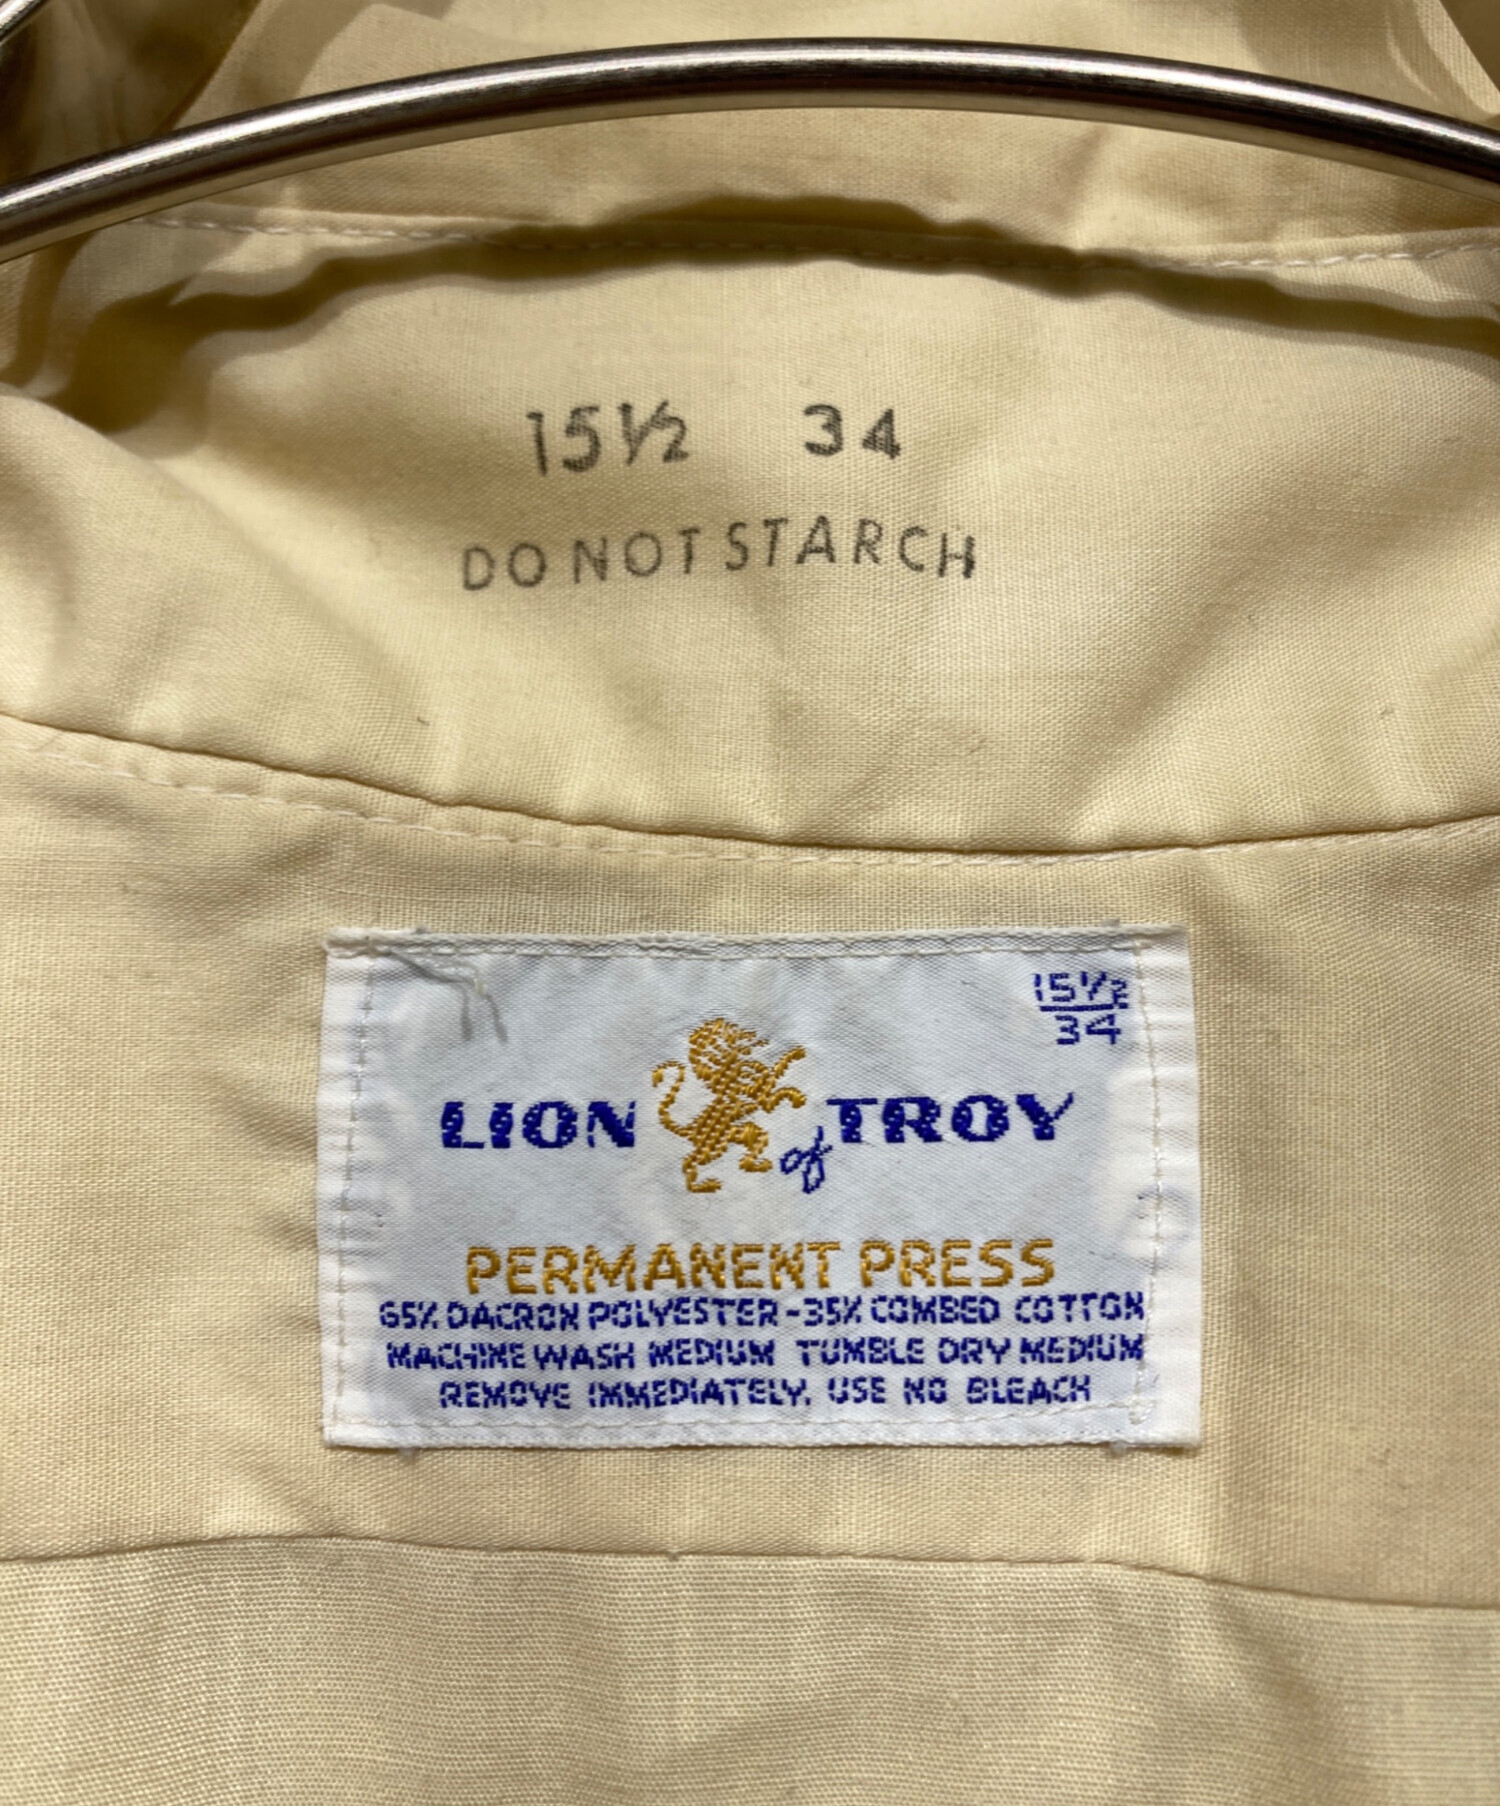 15½ 34
DO NOT STARCH
15½
34
LION of TROY
PERMANENT PRESS
65% DACRON POLYESTER-35% COMBED COTTON
MACHINE WASH MEDIUM TUMBLE DRY MEDIUM
REMOVE IMMEDIATELY. USE NO BLEACH